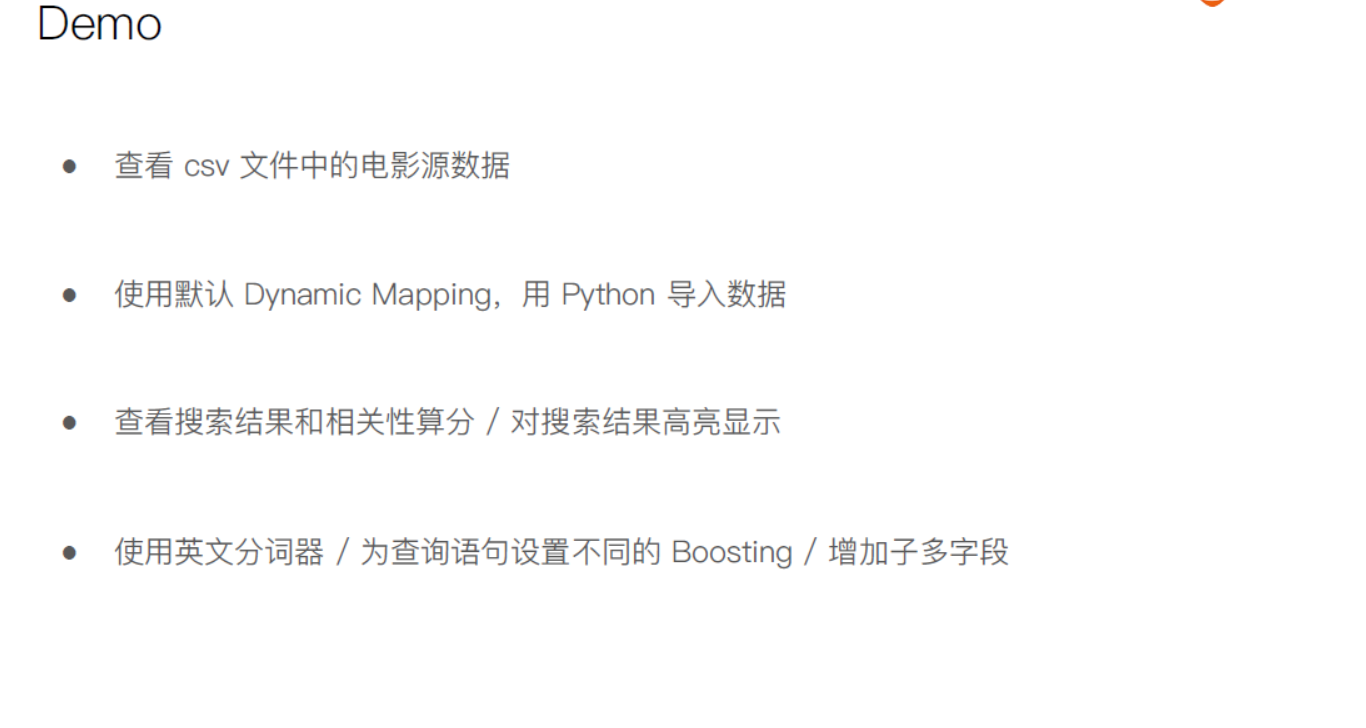 Demo
● 查看 csv 文件中的电影源数据
● 使用默认 Dynamic Mapping，用 Python 导入数据
● 查看搜索结果和相关性算分 / 对搜索结果高亮显示
● 使用英文分词器 / 为查询语句设置不同的 Boosting / 增加子多字段